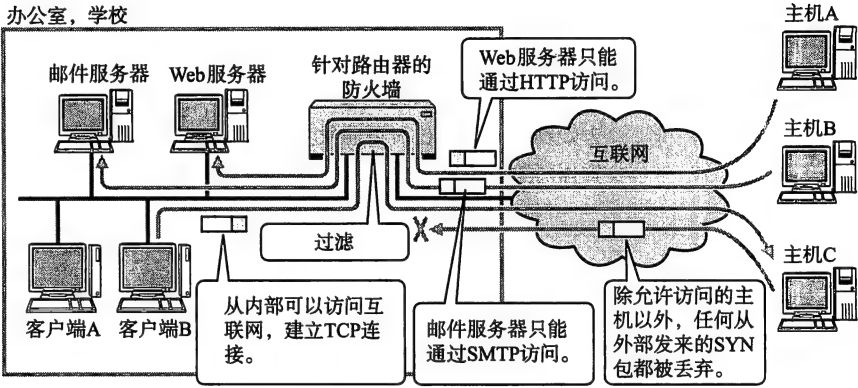 办公室，学校
主机A
邮件服务器
Web服务器
针对路由器的
防火墙
Web服务器只能
通过HTTP访问。
主机B
互联网
过滤
主机C
客户端A
客户端B
从内部可以访问互
联网，建立TCP连
接。
邮件服务器只能
通过SMTP访问。
除允许访问的主
机以外，任何从
外部发来的SYN
包都被丢弃。